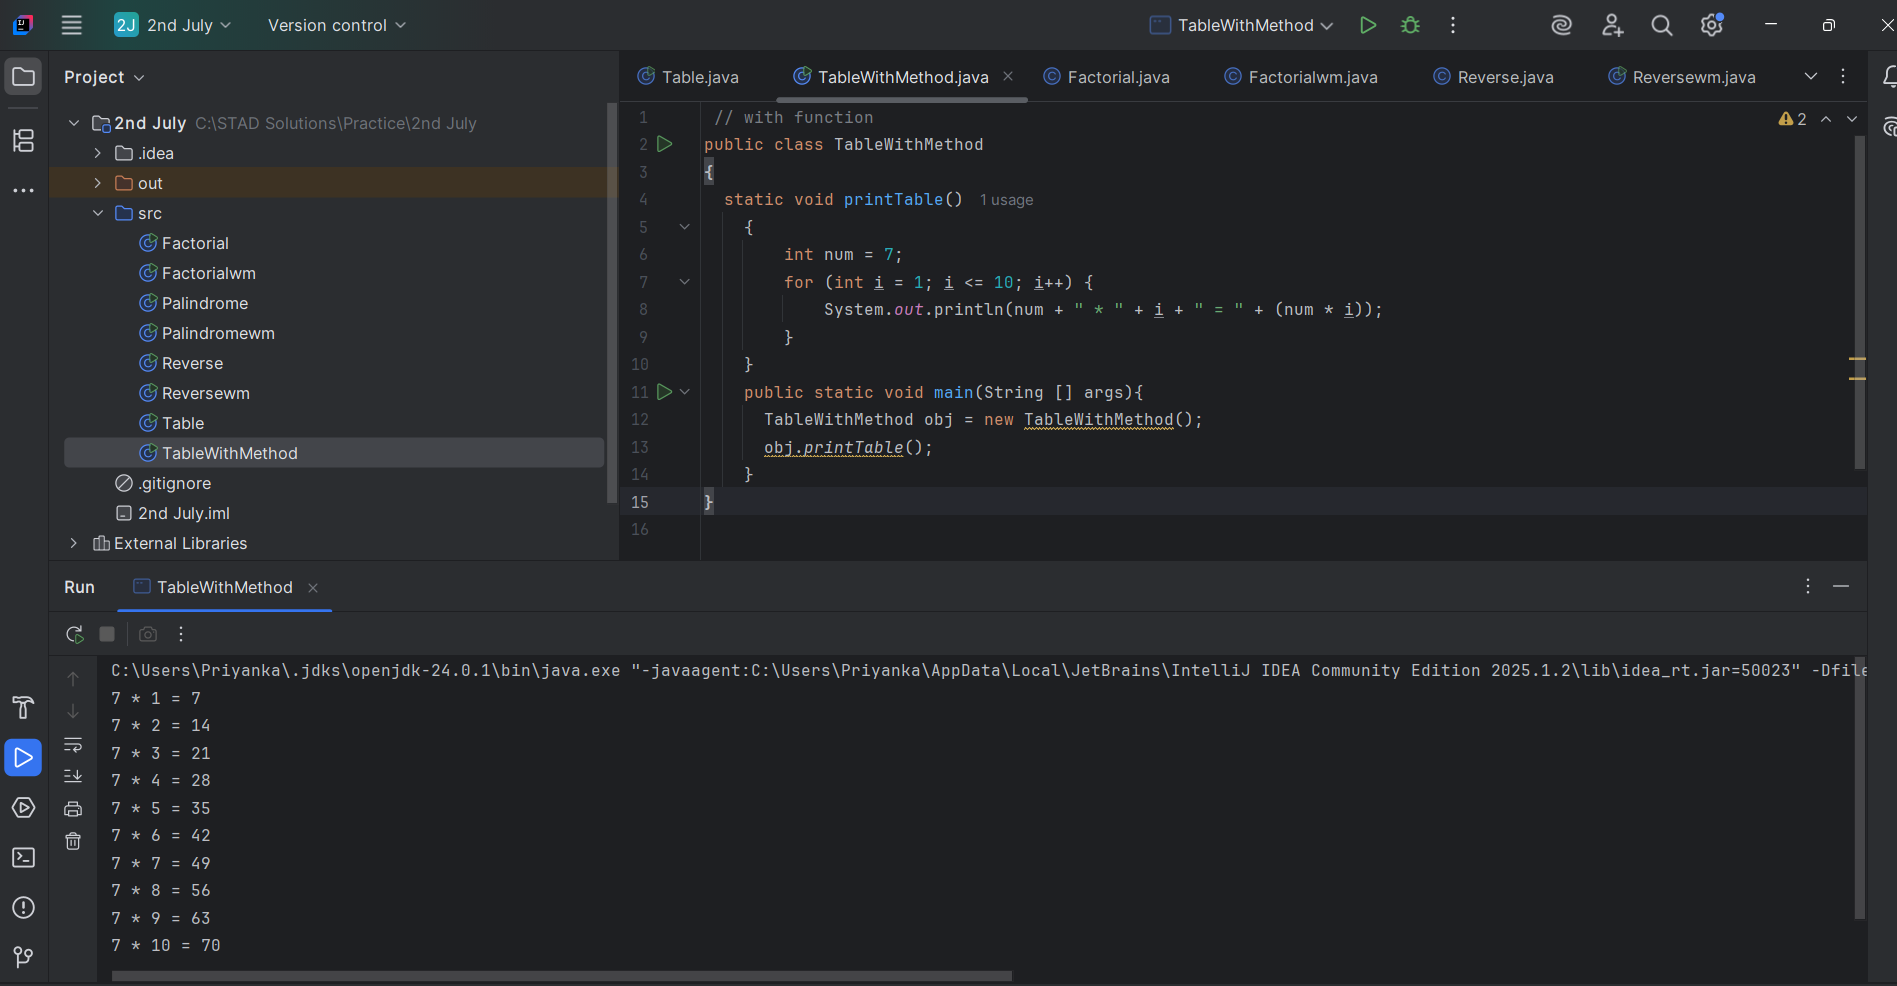 2J 2nd July Version control TableWithMethod
Project
2nd July C:\STAD Solutions\Practice\2nd July
.idea
out
src
Factorial
Factorialwm
Palindrome
Palindromewm
Reverse
Reversewm
Table
TableWithMethod
.gitignore
2nd July.iml
External Libraries
Table.java TableWithMethod.java Factorial.java Factorialwm.java Reverse.java Reversewm.java
2
1 // with function
2 public class TableWithMethod
3 {
4 static void printTable() 1 usage
5 {
6 int num = 7;
7 for (int i = 1; i <= 10; i++) {
8 System.out.println(num + " * " + i + " = " + (num * i));
9 }
10 }
11 public static void main(String [] args){
12 TableWithMethod obj = new TableWithMethod();
13 obj.printTable();
14 }
15 }
16
Run TableWithMethod
C:\Users\Priyanka\.jdks\openjdk-24.0.1\bin\java.exe "-javaagent:C:\Users\Priyanka\AppData\Local\JetBrains\IntelliJ IDEA Community Edition 2025.1.2\lib\idea_rt.jar=50023" -Dfile
7 * 1 = 7
7 * 2 = 14
7 * 3 = 21
7 * 4 = 28
7 * 5 = 35
7 * 6 = 42
7 * 7 = 49
7 * 8 = 56
7 * 9 = 63
7 * 10 = 70